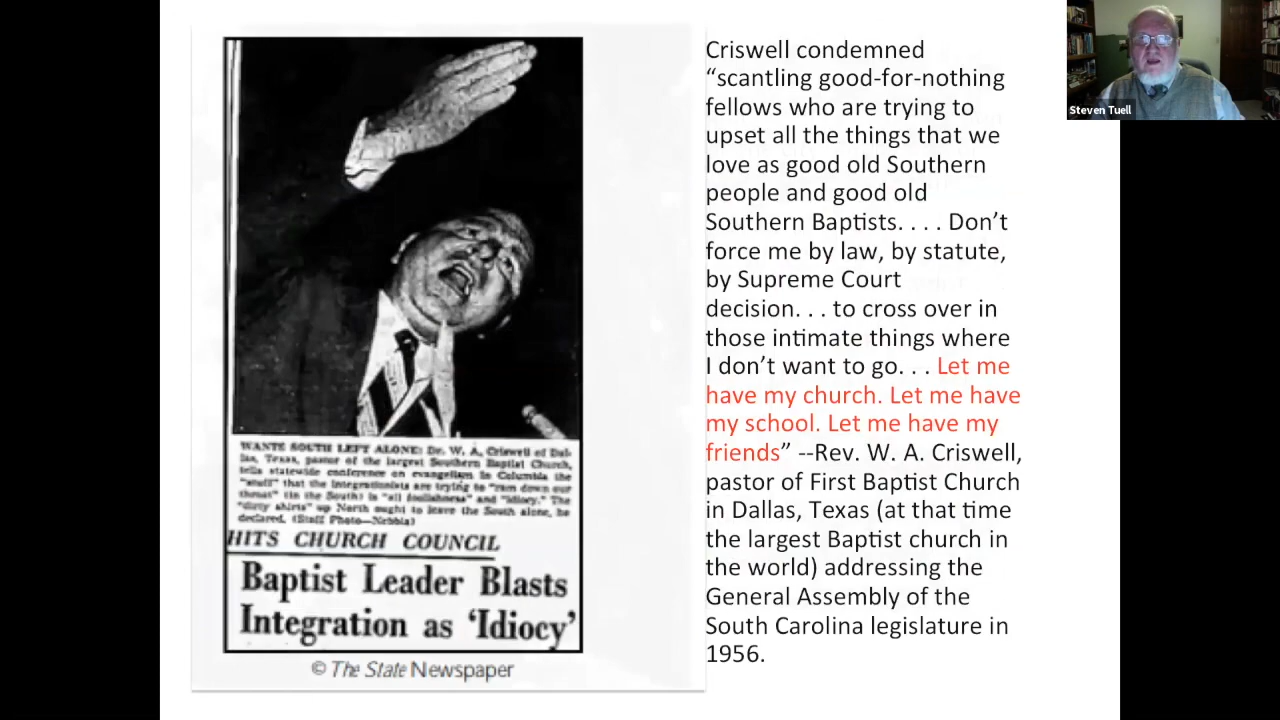 WANTS SOUTH LEFT ALONE: Dr. W. A. Criswell of Dal-
las, Texas, pastor of the largest Southern Baptist Church,
tells statewide conference on evangelism in Columbia the
"stuff" that the integrationists are trying to "ram down our
throat" (in the South) is "all foolishness" and "idiocy." The
"dirty shirts" up North ought to leave the South alone, he
declared. (Staff Photo—Nebbia)
HITS CHURCH COUNCIL
Baptist Leader Blasts
Integration as 'Idiocy'
© The State Newspaper
Criswell condemned
“scantling good-for-nothing
fellows who are trying to
upset all the things that we
love as good old Southern
people and good old
Southern Baptists. . . . Don’t
force me by law, by statute,
by Supreme Court
decision. . . to cross over in
those intimate things where
I don’t want to go. . . Let me
have my church. Let me have
my school. Let me have my
friends” --Rev. W. A. Criswell,
pastor of First Baptist Church
in Dallas, Texas (at that time
the largest Baptist church in
the world) addressing the
General Assembly of the
South Carolina legislature in
1956.
Steven Tuell